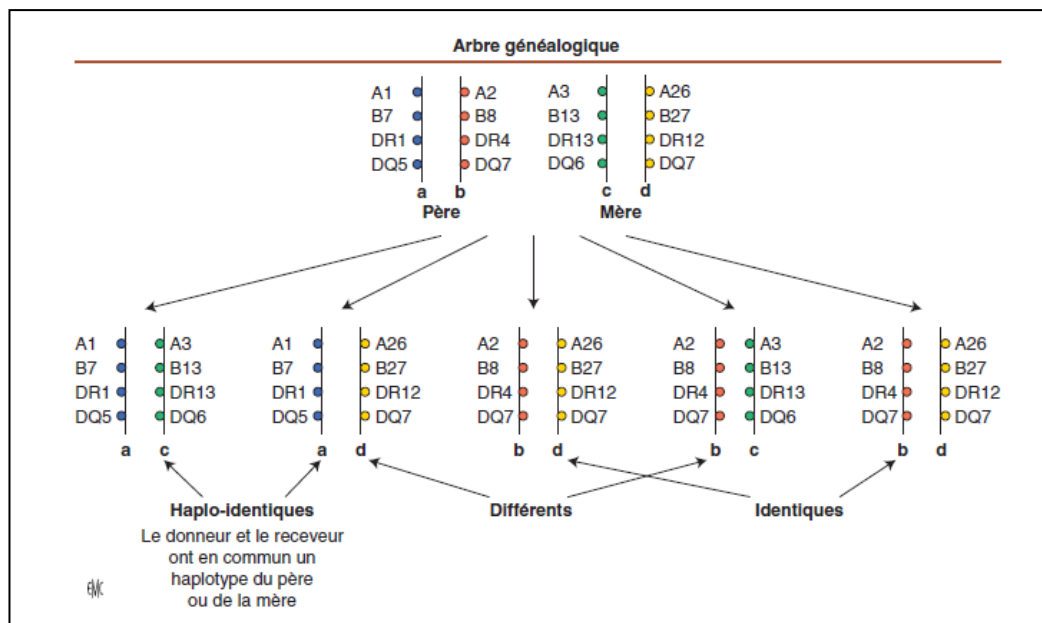 Arbre généalogique
A1 A2 A3 A26
B7 B8 B13 B27
DR1 DR4 DR13 DR12
DQ5 DQ7 DQ6 DQ7
a b c d
Père Mère
A1 A3 A1 A26 A2 A26 A2 A3 A2 A26
B7 B13 B7 B27 B8 B27 B8 B13 B8 B27
DR1 DR13 DR1 DR12 DR4 DR12 DR4 DR13 DR4 DR12
DQ5 DQ6 DQ5 DQ7 DQ7 DQ7 DQ7 DQ6 DQ7 DQ7
a c a d b d b c b d
Haplo-identiques Différents Identiques
Le donneur et le receveur
ont en commun un
haplotype du père
ou de la mère
EMC